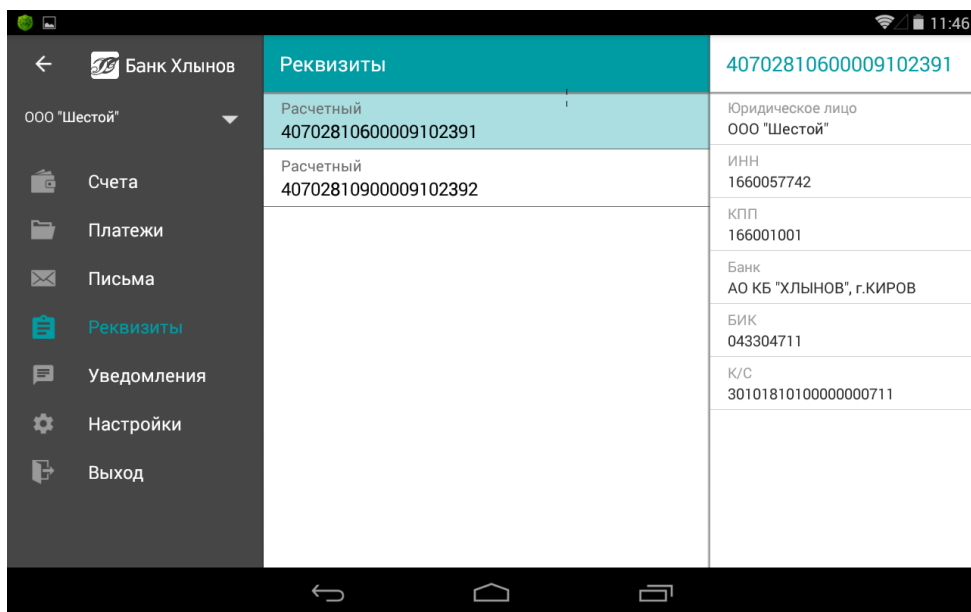 11:46
Банк Хлынов
ООО "Шестой"
Счета
Платежи
Письма
Реквизиты
Уведомления
Настройки
Выход
Реквизиты
Расчетный
40702810600009102391
Расчетный
40702810900009102392
40702810600009102391
Юридическое лицо
ООО "Шестой"
ИНН
1660057742
КПП
166001001
Банк
АО КБ "ХЛЫНОВ", г.КИРОВ
БИК
043304711
К/С
30101810100000000711